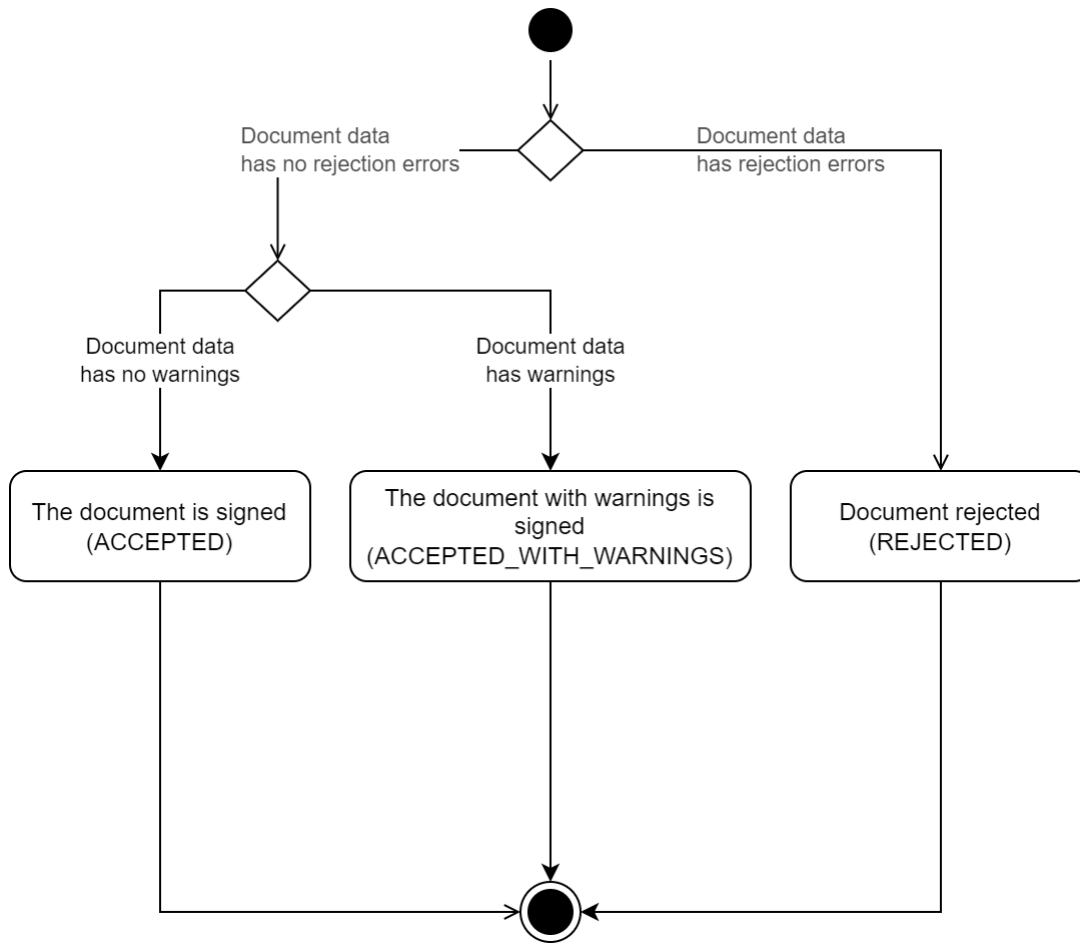 Document data
has no rejection errors
Document data
has rejection errors
Document data
has no warnings
Document data
has warnings
The document is signed
(ACCEPTED)
The document with warnings is
signed
(ACCEPTED_WITH_WARNINGS)
Document rejected
(REJECTED)